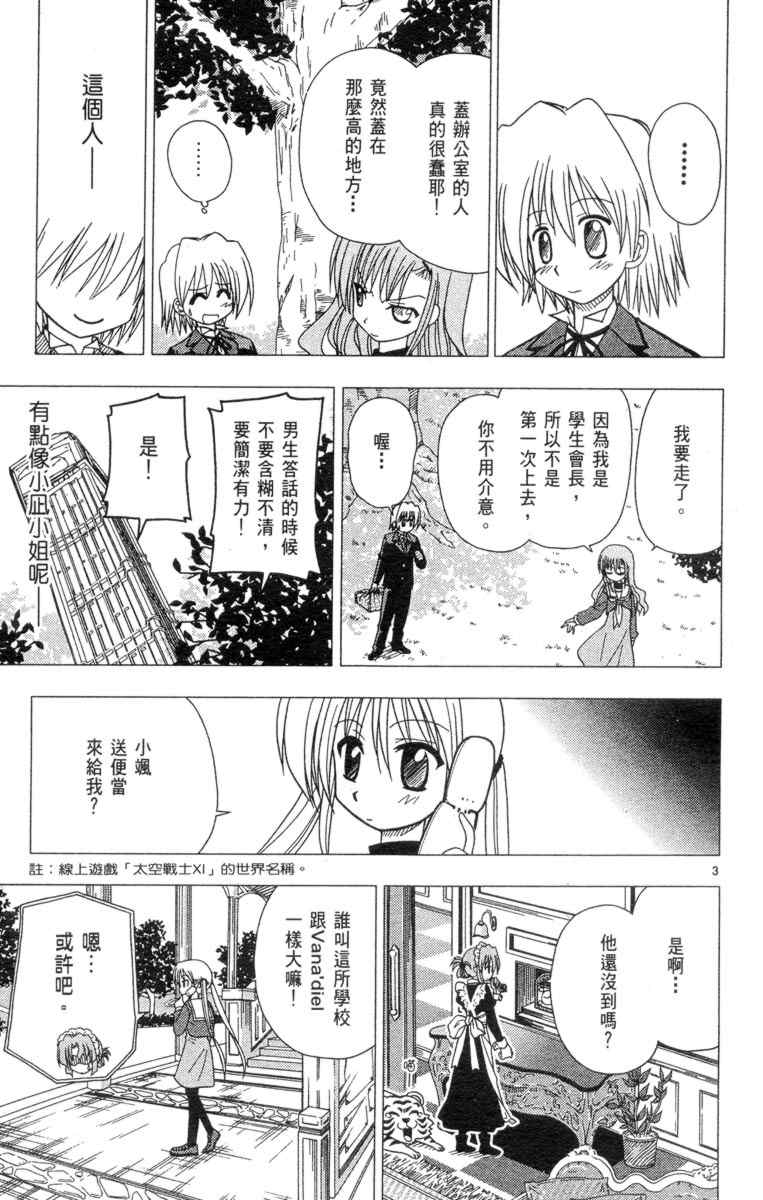 ……
蓋辦公室的人
真的很蠢耶！
竟然蓋在
那麼高的地方…
……
這個人——
我要走了。
因為我是
學生會長，
所以不是
第一次上去，
你不用介意。
喔…
男生答話的時候
不要含糊不清，
要簡潔有力！
是！
有點像小凪小姐呢——
小颯
送便當
來給我？
註：線上遊戲「太空戰士XI」的世界名稱。
3
是啊…
他還沒到嗎？
誰叫這所學校
跟Vana'diel
一樣大嘛！
嗯…
或許吧。